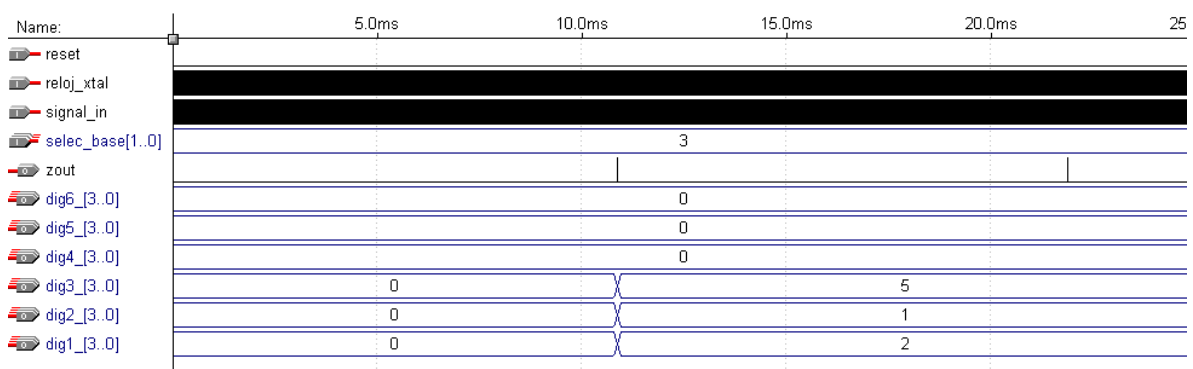 Name: 5.0ms 10.0ms 15.0ms 20.0ms 25
reset
reloj_xtal
signal_in
selec_base[1..0] 3
zout
dig6_[3..0] 0
dig5_[3..0] 0
dig4_[3..0] 0
dig3_[3..0] 0 5
dig2_[3..0] 0 1
dig1_[3..0] 0 2